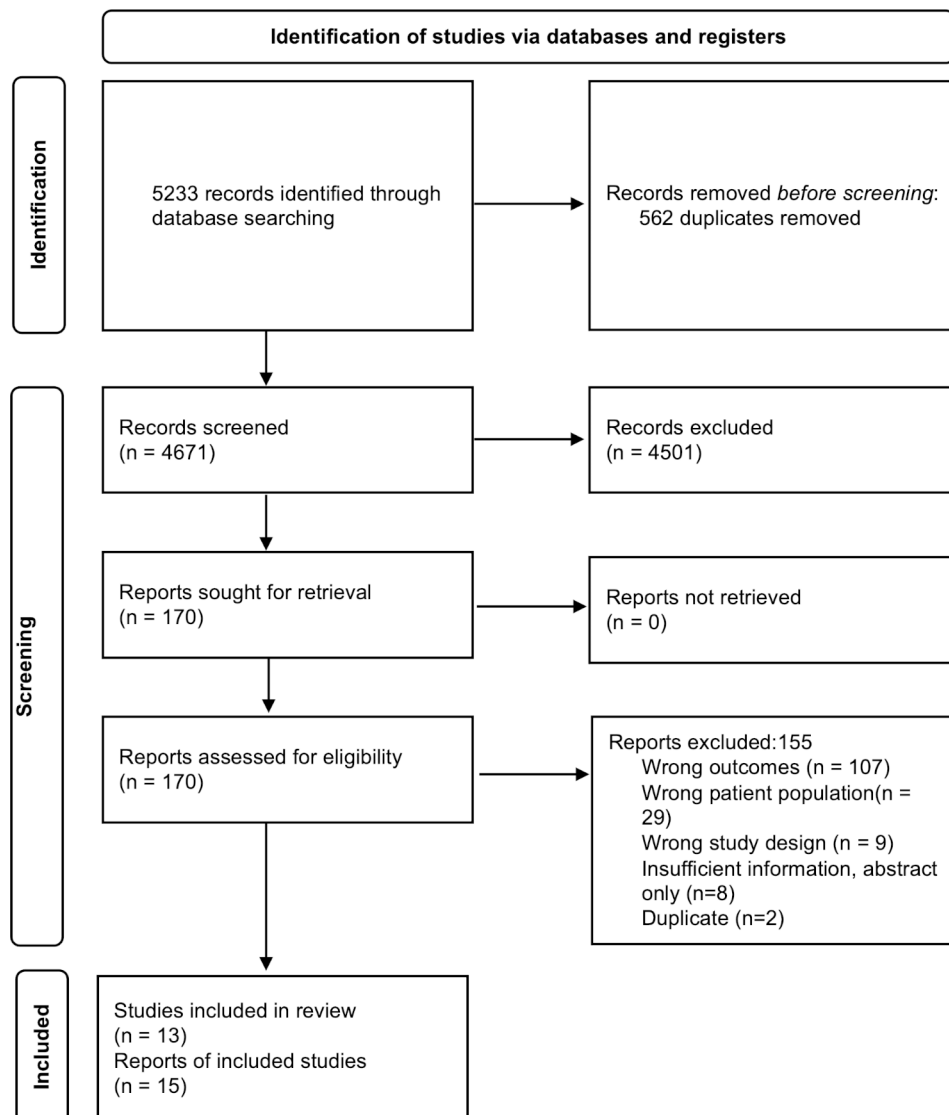 Identification of studies via databases and registers
Identification
5233 records identified through
database searching
Records removed before screening:
562 duplicates removed
Screening
Records screened
(n = 4671)
Records excluded
(n = 4501)
Reports sought for retrieval
(n = 170)
Reports not retrieved
(n = 0)
Reports assessed for eligibility
(n = 170)
Reports excluded:155
Wrong outcomes (n = 107)
Wrong patient population(n =
29)
Wrong study design (n = 9)
Insufficient information, abstract
only (n=8)
Duplicate (n=2)
Included
Studies included in review
(n = 13)
Reports of included studies
(n = 15)